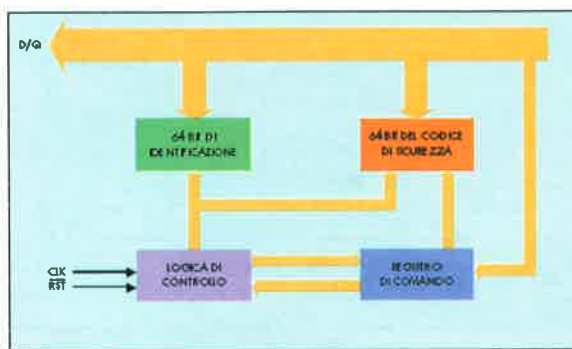 D/Q
64 BIT DI
IDENTIFICAZIONE
64 BIT DEL CODICE
DI SICUREZZA
CLK
RST
LOGICA DI
CONTROLLO
REGISTRO
DI COMANDO